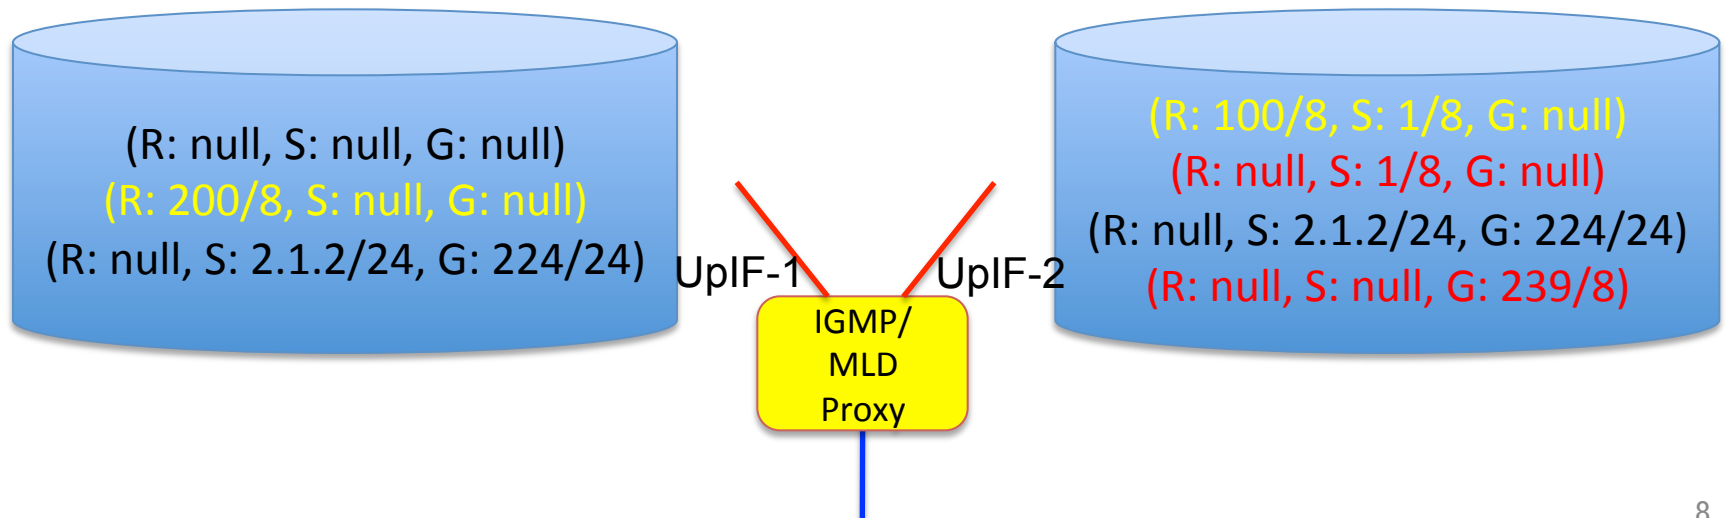 (R: null, S: null, G: null)
(R: 200/8, S: null, G: null)
(R: null, S: 2.1.2/24, G: 224/24)
(R: 100/8, S: 1/8, G: null)
(R: null, S: 1/8, G: null)
(R: null, S: 2.1.2/24, G: 224/24)
(R: null, S: null, G: 239/8)
UpIF-1
UpIF-2
IGMP/
MLD
Proxy
8